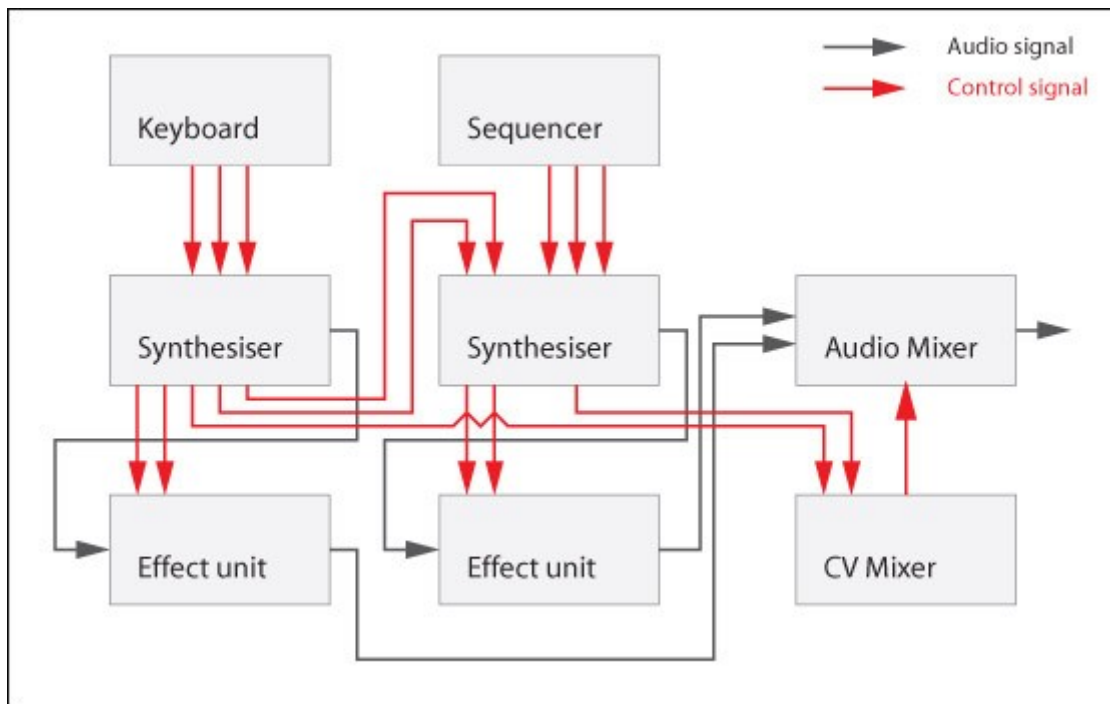 Audio signal
Control signal
Keyboard
Sequencer
Synthesiser
Synthesiser
Audio Mixer
Effect unit
Effect unit
CV Mixer